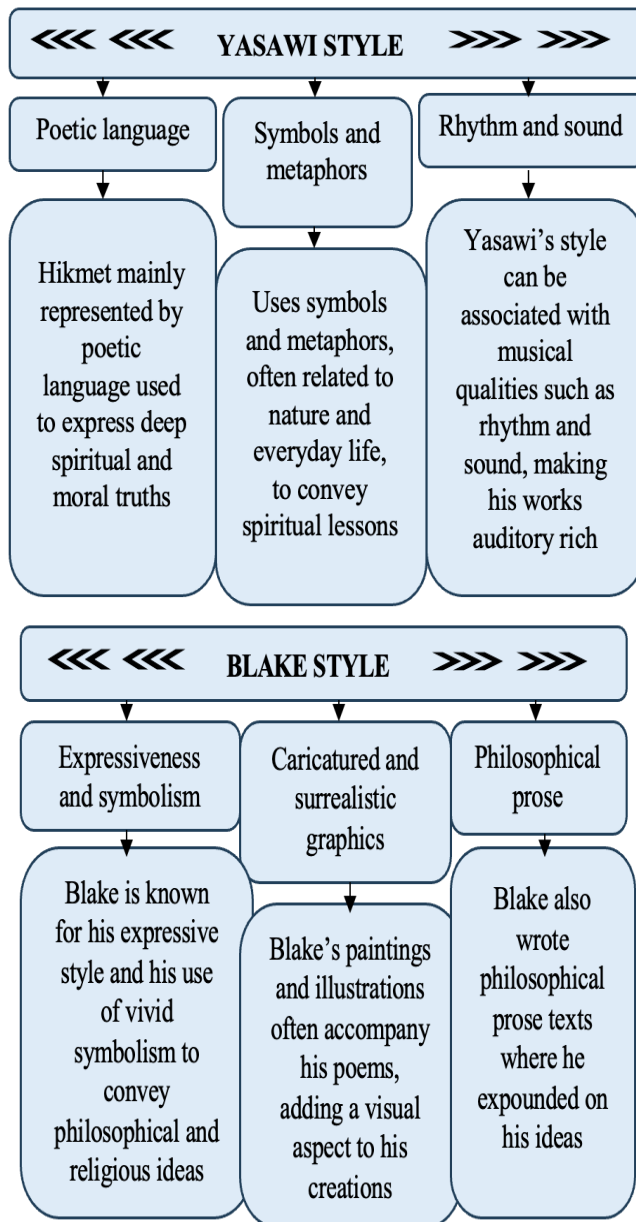 YASAWI STYLE
Poetic language
Symbols and
metaphors
Rhythm and sound
Hikmet mainly
represented by
poetic
language used
to express deep
spiritual and
moral truths
Uses symbols
and metaphors,
often related to
nature and
everyday life,
to convey
spiritual lessons
Yasawi’s style
can be
associated with
musical
qualities such as
rhythm and
sound, making
his works
auditory rich
BLAKE STYLE
Expressiveness
and symbolism
Caricatured and
surrealistic
graphics
Philosophical
prose
Blake is known
for his expressive
style and his use
of vivid
symbolism to
convey
philosophical and
religious ideas
Blake’s paintings
and illustrations
often accompany
his poems,
adding a visual
aspect to his
creations
Blake also
wrote
philosophical
prose texts
where he
expounded on
his ideas